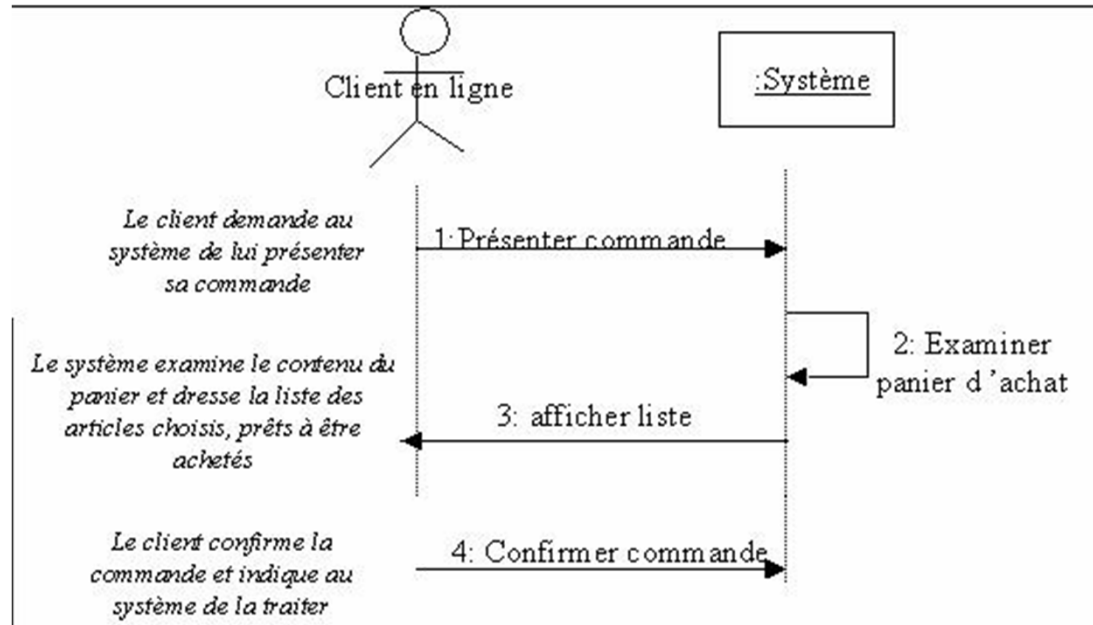 Client en ligne
:Système
Le client demande au
système de lui présenter
sa commande
1:Présenter commande
2: Examiner
panier d'achat
Le système examine le contenu du
panier et dresse la liste des
articles choisis, prêts à être
achetés
3: afficher liste
Le client confirme la
commande et indique au
système de la traiter
4: Confirmer commande